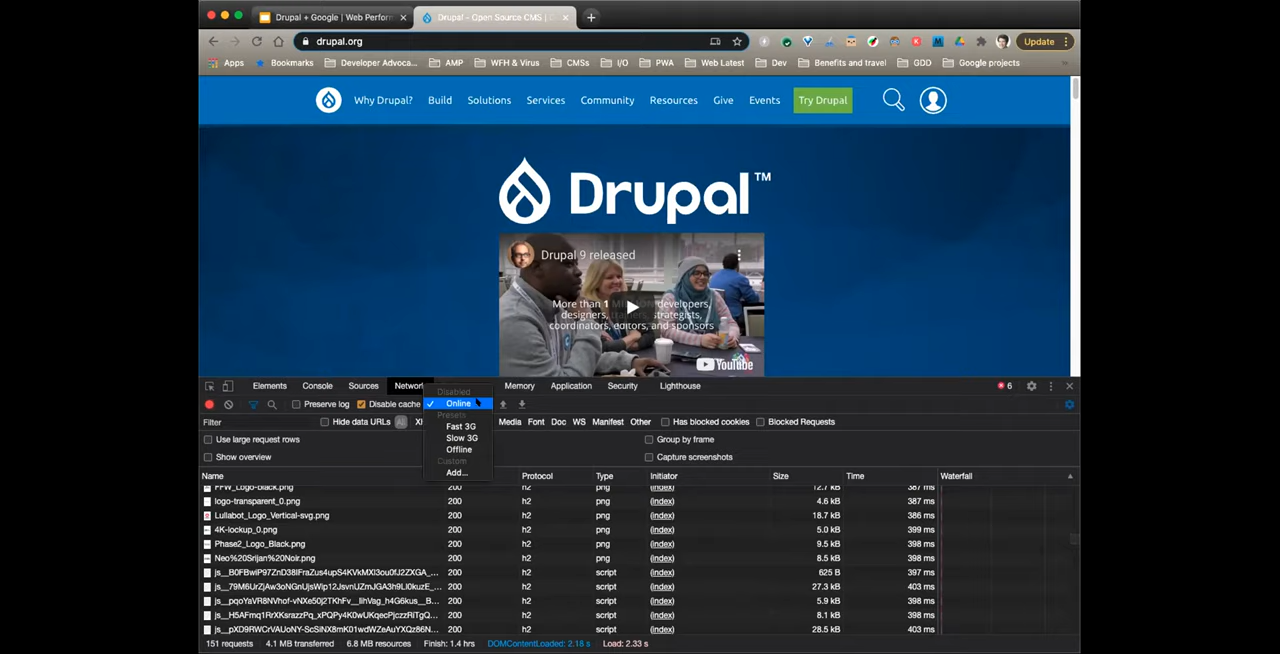 Drupal + Google | Web Perform
Drupal - Open Source CMS |
drupal.org
Update
Apps
Bookmarks
Developer Advoca...
AMP
WFH & Virus
CMSs
I/O
PWA
Web Latest
Dev
Benefits and travel
GDD
Google projects
Why Drupal?
Build
Solutions
Services
Community
Resources
Give
Events
Try Drupal
Drupal™
Drupal 9 released
More than 1 developers,
designers, strategists,
coordinators, editors, and sponsors
YouTube
Elements
Console
Sources
Network
Memory
Application
Security
Lighthouse
6
Preserve log
Disable cache
Disabled
Online
Presets
Fast 3G
Slow 3G
Offline
Custom
Add...
Filter
Hide data URLs
All
Media Font Doc WS Manifest Other
Has blocked cookies
Blocked Requests
Use large request rows
Group by frame
Show overview
Capture screenshots
Name Protocol Type Initiator Size Time Waterfall
FFW_Logo-black.png 200 h2 png (index) 12.7 kB 387 ms
logo-transparent_0.png 200 h2 png (index) 4.6 kB 387 ms
Lullabot_Logo_Vertical-svg.png 200 h2 png (index) 18.7 kB 386 ms
4K-lockup_0.png 200 h2 png (index) 5.0 kB 399 ms
Phase2_Logo_Black.png 200 h2 png (index) 9.5 kB 398 ms
Neo%20Srijan%20Noir.png 200 h2 png (index) 8.5 kB 398 ms
200 h2 script (index) 625 B 397 ms
200 h2 script (index) 27.3 kB 403 ms
200 h2 script (index) 5.9 kB 398 ms
200 h2 script (index) 8.1 kB 398 ms
200 h2 script (index) 28.5 kB 403 ms
151 requests 4.1 MB transferred 6.8 MB resources Finish: 1.4 hrs DOMContentLoaded: 2.18 s Load: 2.33 s